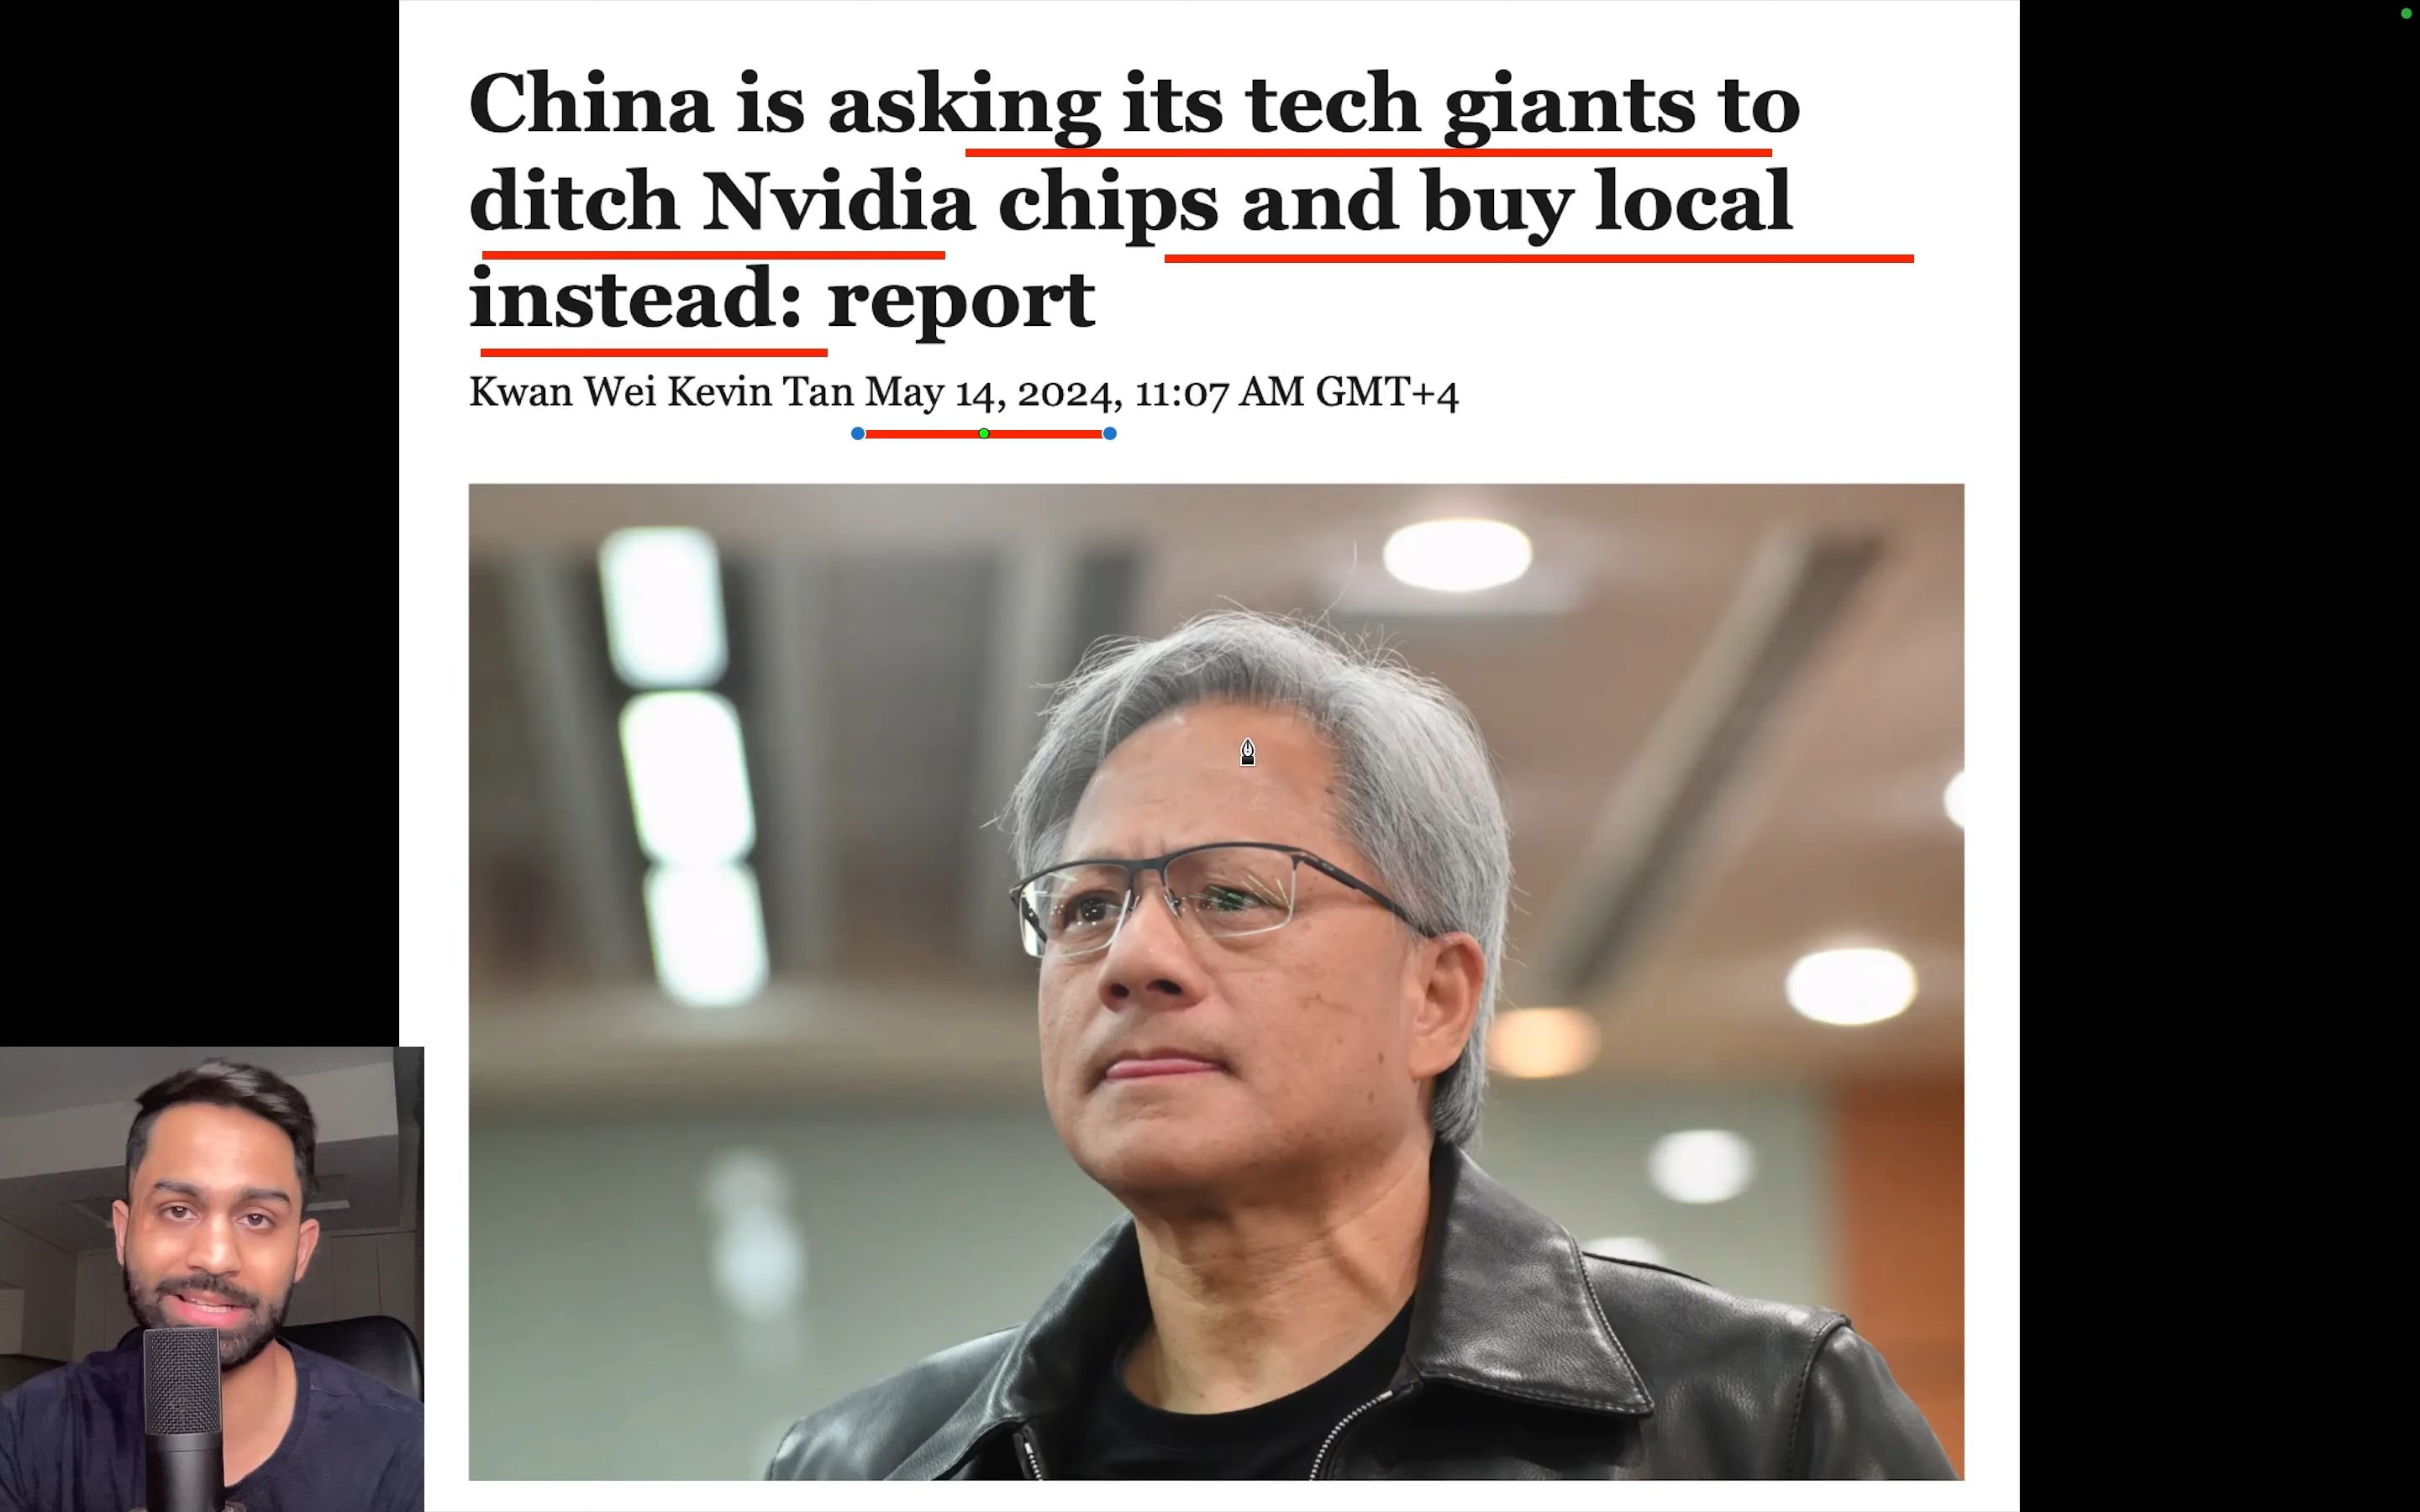 China is asking its tech giants to
ditch Nvidia chips and buy local
instead: report
Kwan Wei Kevin Tan May 14, 2024, 11:07 AM GMT+4